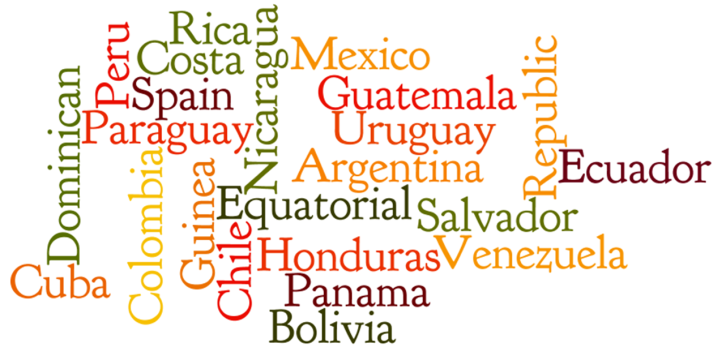 Rica
Costa
Nicaragua
Mexico
Peru
Spain
Guatemala
Republic
Dominican
Paraguay
Uruguay
Argentina
Ecuador
Colombia
Guinea
Equatorial
Salvador
Chile
Honduras
Venezuela
Cuba
Panama
Bolivia